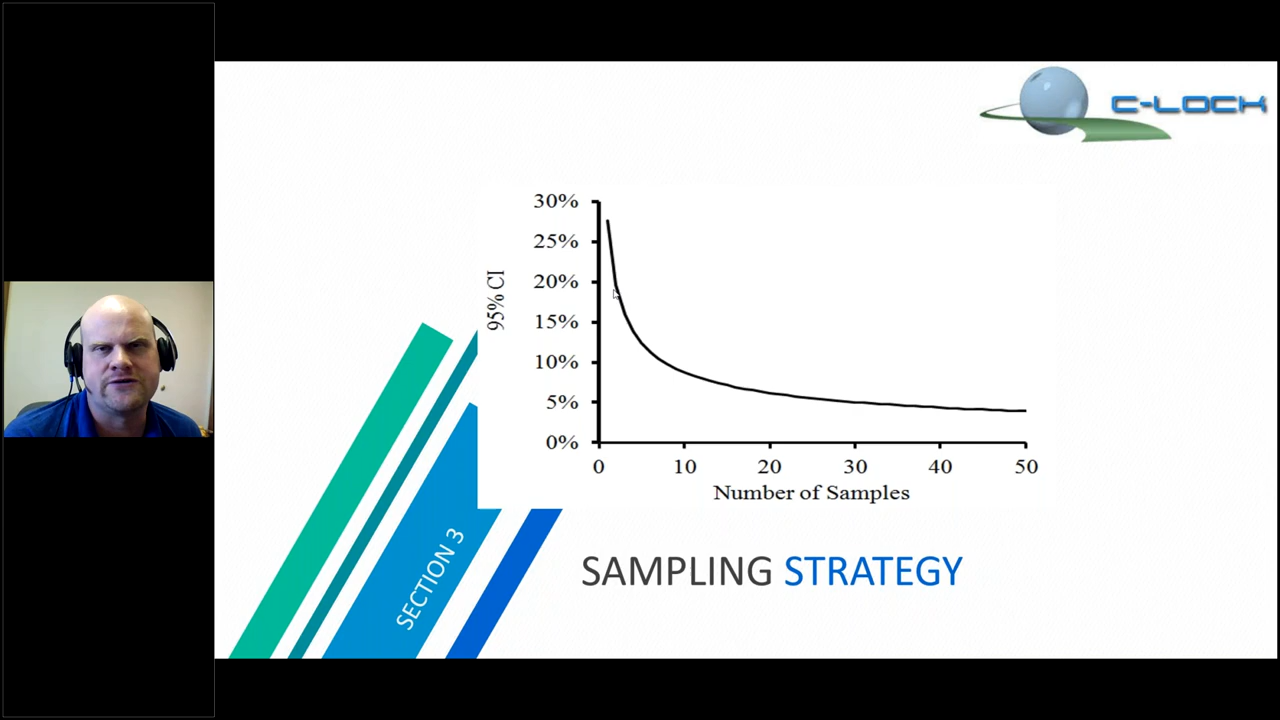 C-LOCK
30%
25%
20%
15%
10%
5%
0%
95% CI
0 10 20 30 40 50
Number of Samples
SECTION 3
SAMPLING STRATEGY